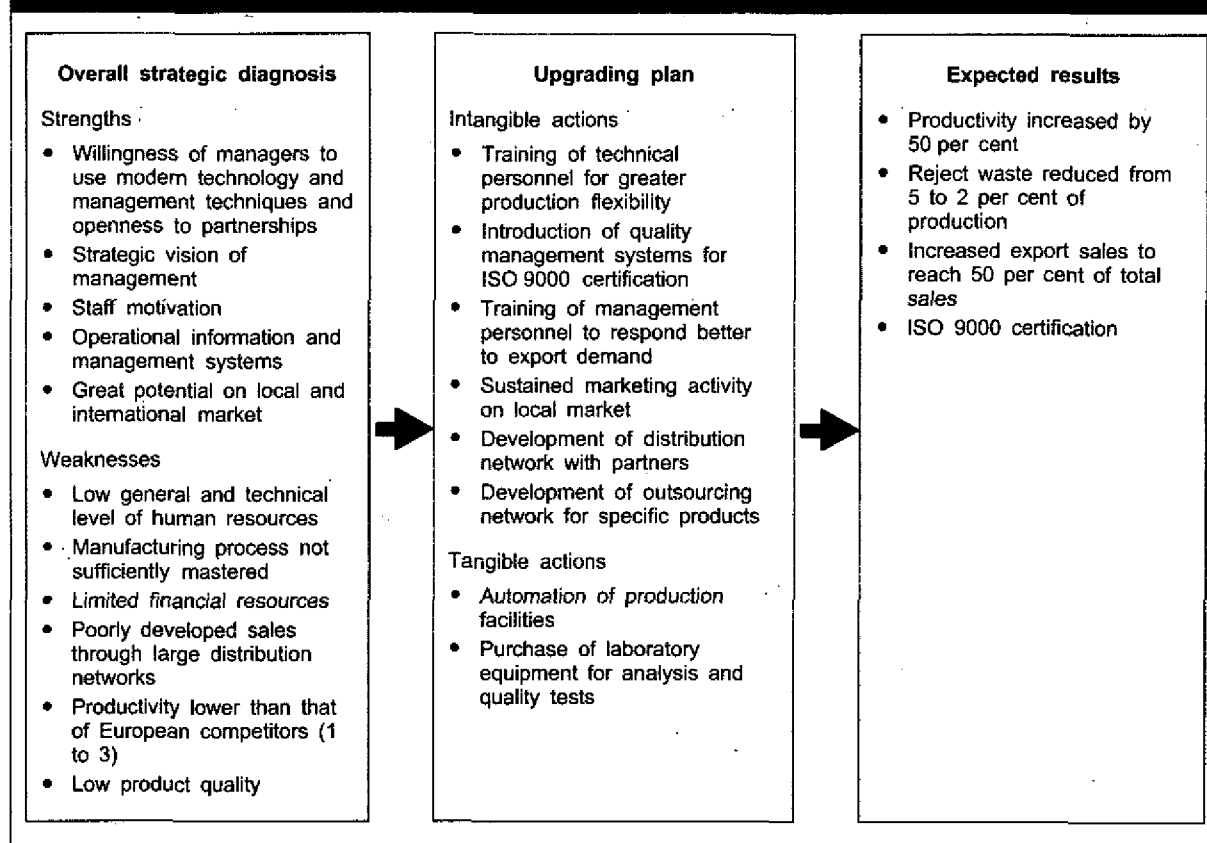 Overall strategic diagnosis
Strengths
• Willingness of managers to
use modern technology and
management techniques and
openness to partnerships
• Strategic vision of
management
• Staff motivation
• Operational information and
management systems
• Great potential on local and
international market
Weaknesses
• Low general and technical
level of human resources
• Manufacturing process not
sufficiently mastered
• Limited financial resources
• Poorly developed sales
through large distribution
networks
• Productivity lower than that
of European competitors (1
to 3)
• Low product quality
Upgrading plan
Intangible actions
• Training of technical
personnel for greater
production flexibility
• Introduction of quality
management systems for
ISO 9000 certification
• Training of management
personnel to respond better
to export demand
• Sustained marketing activity
on local market
• Development of distribution
network with partners
• Development of outsourcing
network for specific products
Tangible actions
• Automation of production
facilities
• Purchase of laboratory
equipment for analysis and
quality tests
Expected results
• Productivity increased by
50 per cent
• Reject waste reduced from
5 to 2 per cent of
production
• Increased export sales to
reach 50 per cent of total
sales
• ISO 9000 certification